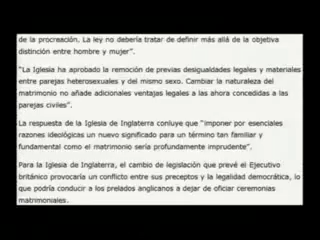 de la procreación. La ley no debería tratar de definir más allá de la objetiva
distinción entre hombre y mujer”.
“La Iglesia ha aprobado la remoción de previas desigualdades legales y materiales
entre parejas heterosexuales y del mismo sexo. Cambiar la naturaleza del
matrimonio no añade adicionales ventajas legales a las ahora concedidas a las
parejas civiles”.
La respuesta de la Iglesia de Inglaterra conluye que “imponer por esenciales
razones ideológicas un nuevo significado para un término tan familiar y
fundamental como el matrimonio sería profundamente imprudente”.
Para la Iglesia de Inglaterra, el cambio de legislación que prevé el Ejecutivo
británico provocaría un conflicto entre sus preceptos y la legalidad democrática, lo
que podría conducir a los prelados anglicanos a dejar de oficiar ceremonias
matrimoniales.